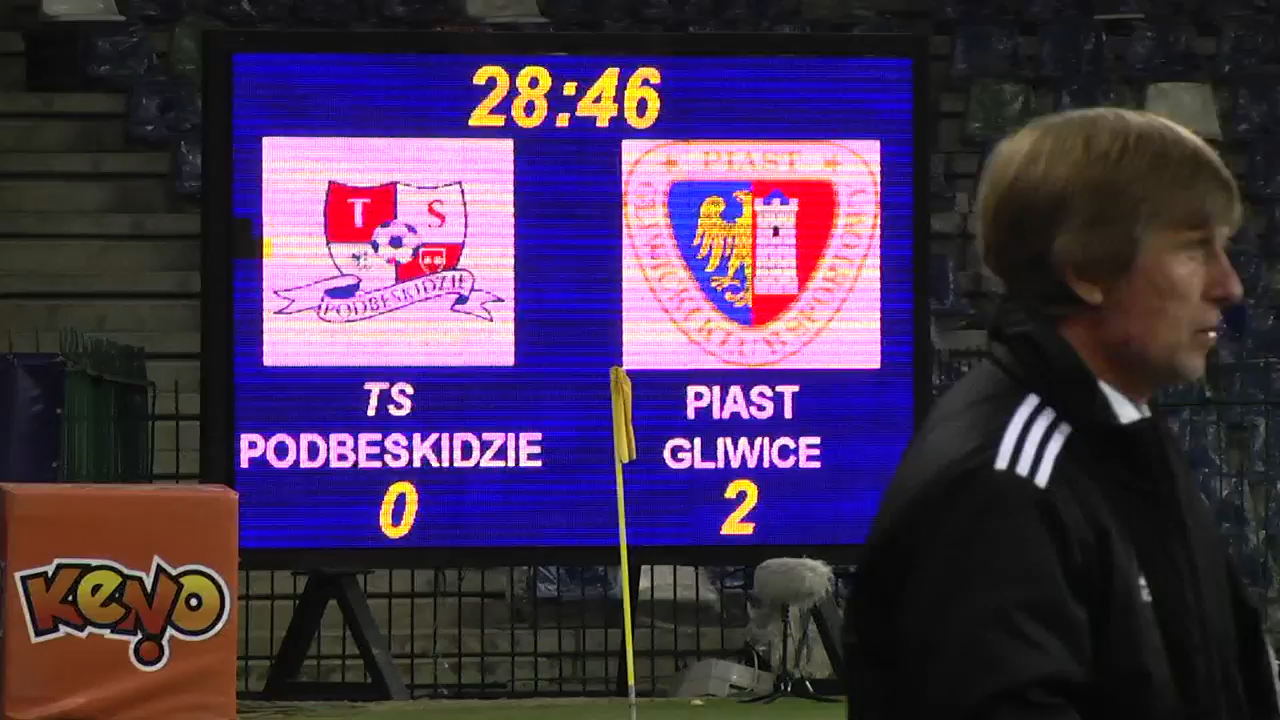 28:46
T S
PODBESKIDZIE
PIAST
TS
PODBESKIDZIE
0
PIAST
GLIWICE
2
KENO